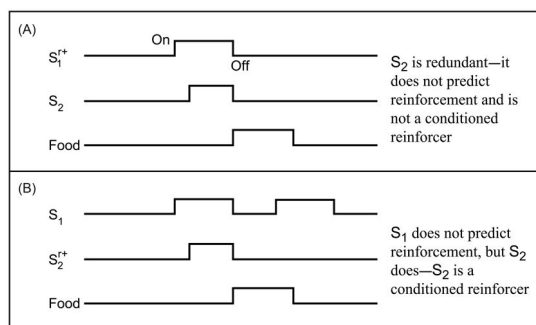 (A)
On
S₁ʳ⁺
Off
S₂
Food
S₂ is redundant—it
does not predict
reinforcement and is
not a conditioned
reinforcer
(B)
S₁
S₂ʳ⁺
Food
S₁ does not predict
reinforcement, but S₂
does—S₂ is a
conditioned reinforcer